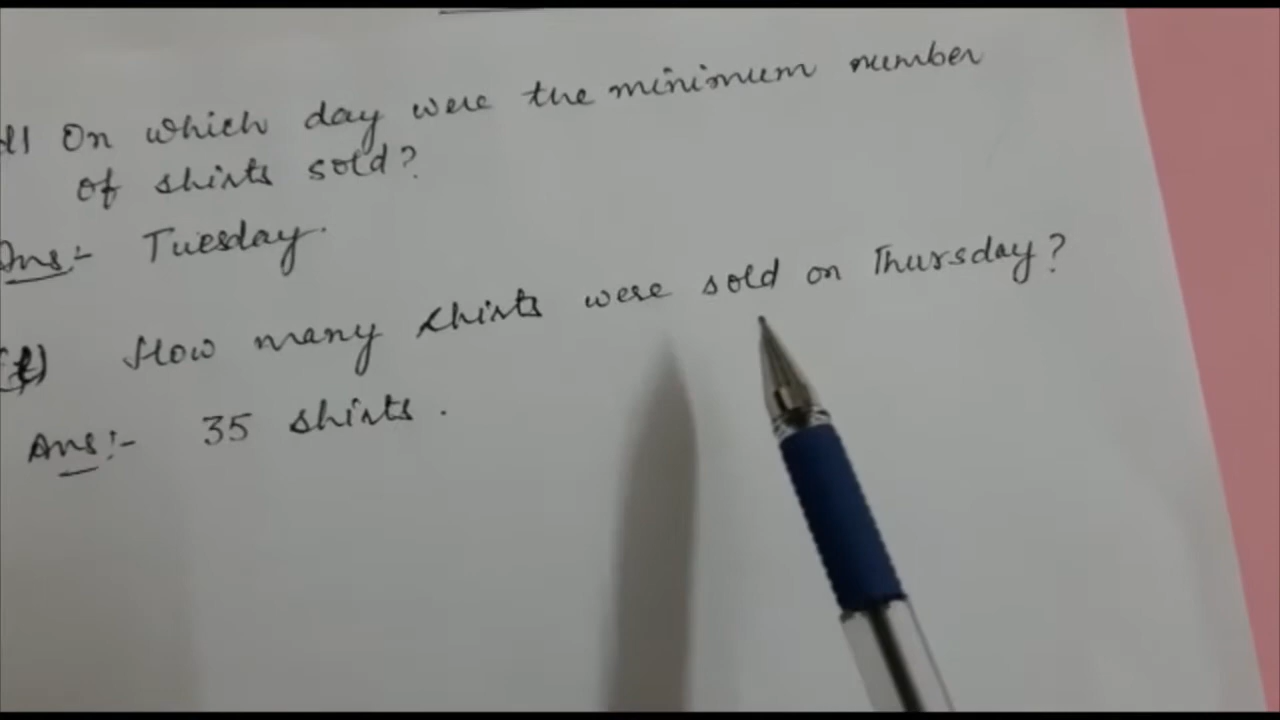 On which day were the minimum number
of shirts sold?
Ans:- Tuesday.
How many shirts were sold on Thursday?
Ans:- 35 shirts.